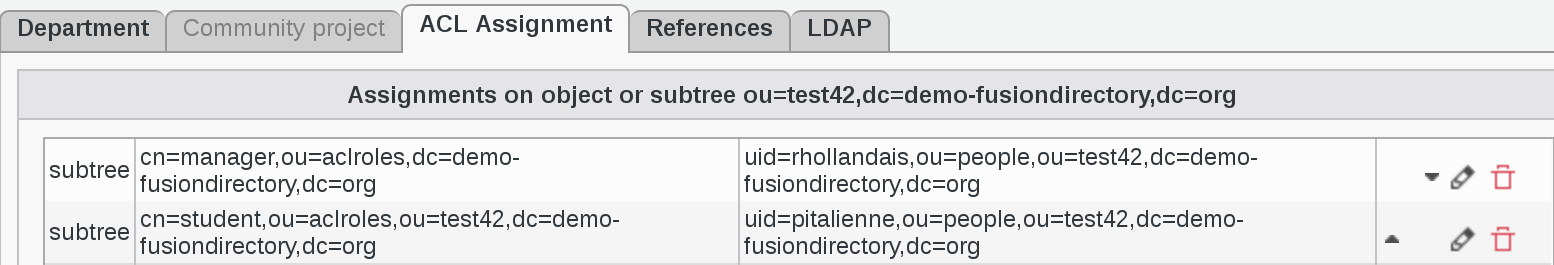 Department Community project ACL Assignment References LDAP
Assignments on object or subtree ou=test42,dc=demo-fusiondirectory,dc=org
subtree cn=manager,ou=aclroles,dc=demo- uid=rhollandais,ou=people,ou=test42,dc=demo-
fusiondirectory,dc=org fusiondirectory,dc=org
subtree cn=student,ou=aclroles,ou=test42,dc=demo- uid=pitalienne,ou=people,ou=test42,dc=demo-
fusiondirectory,dc=org fusiondirectory,dc=org